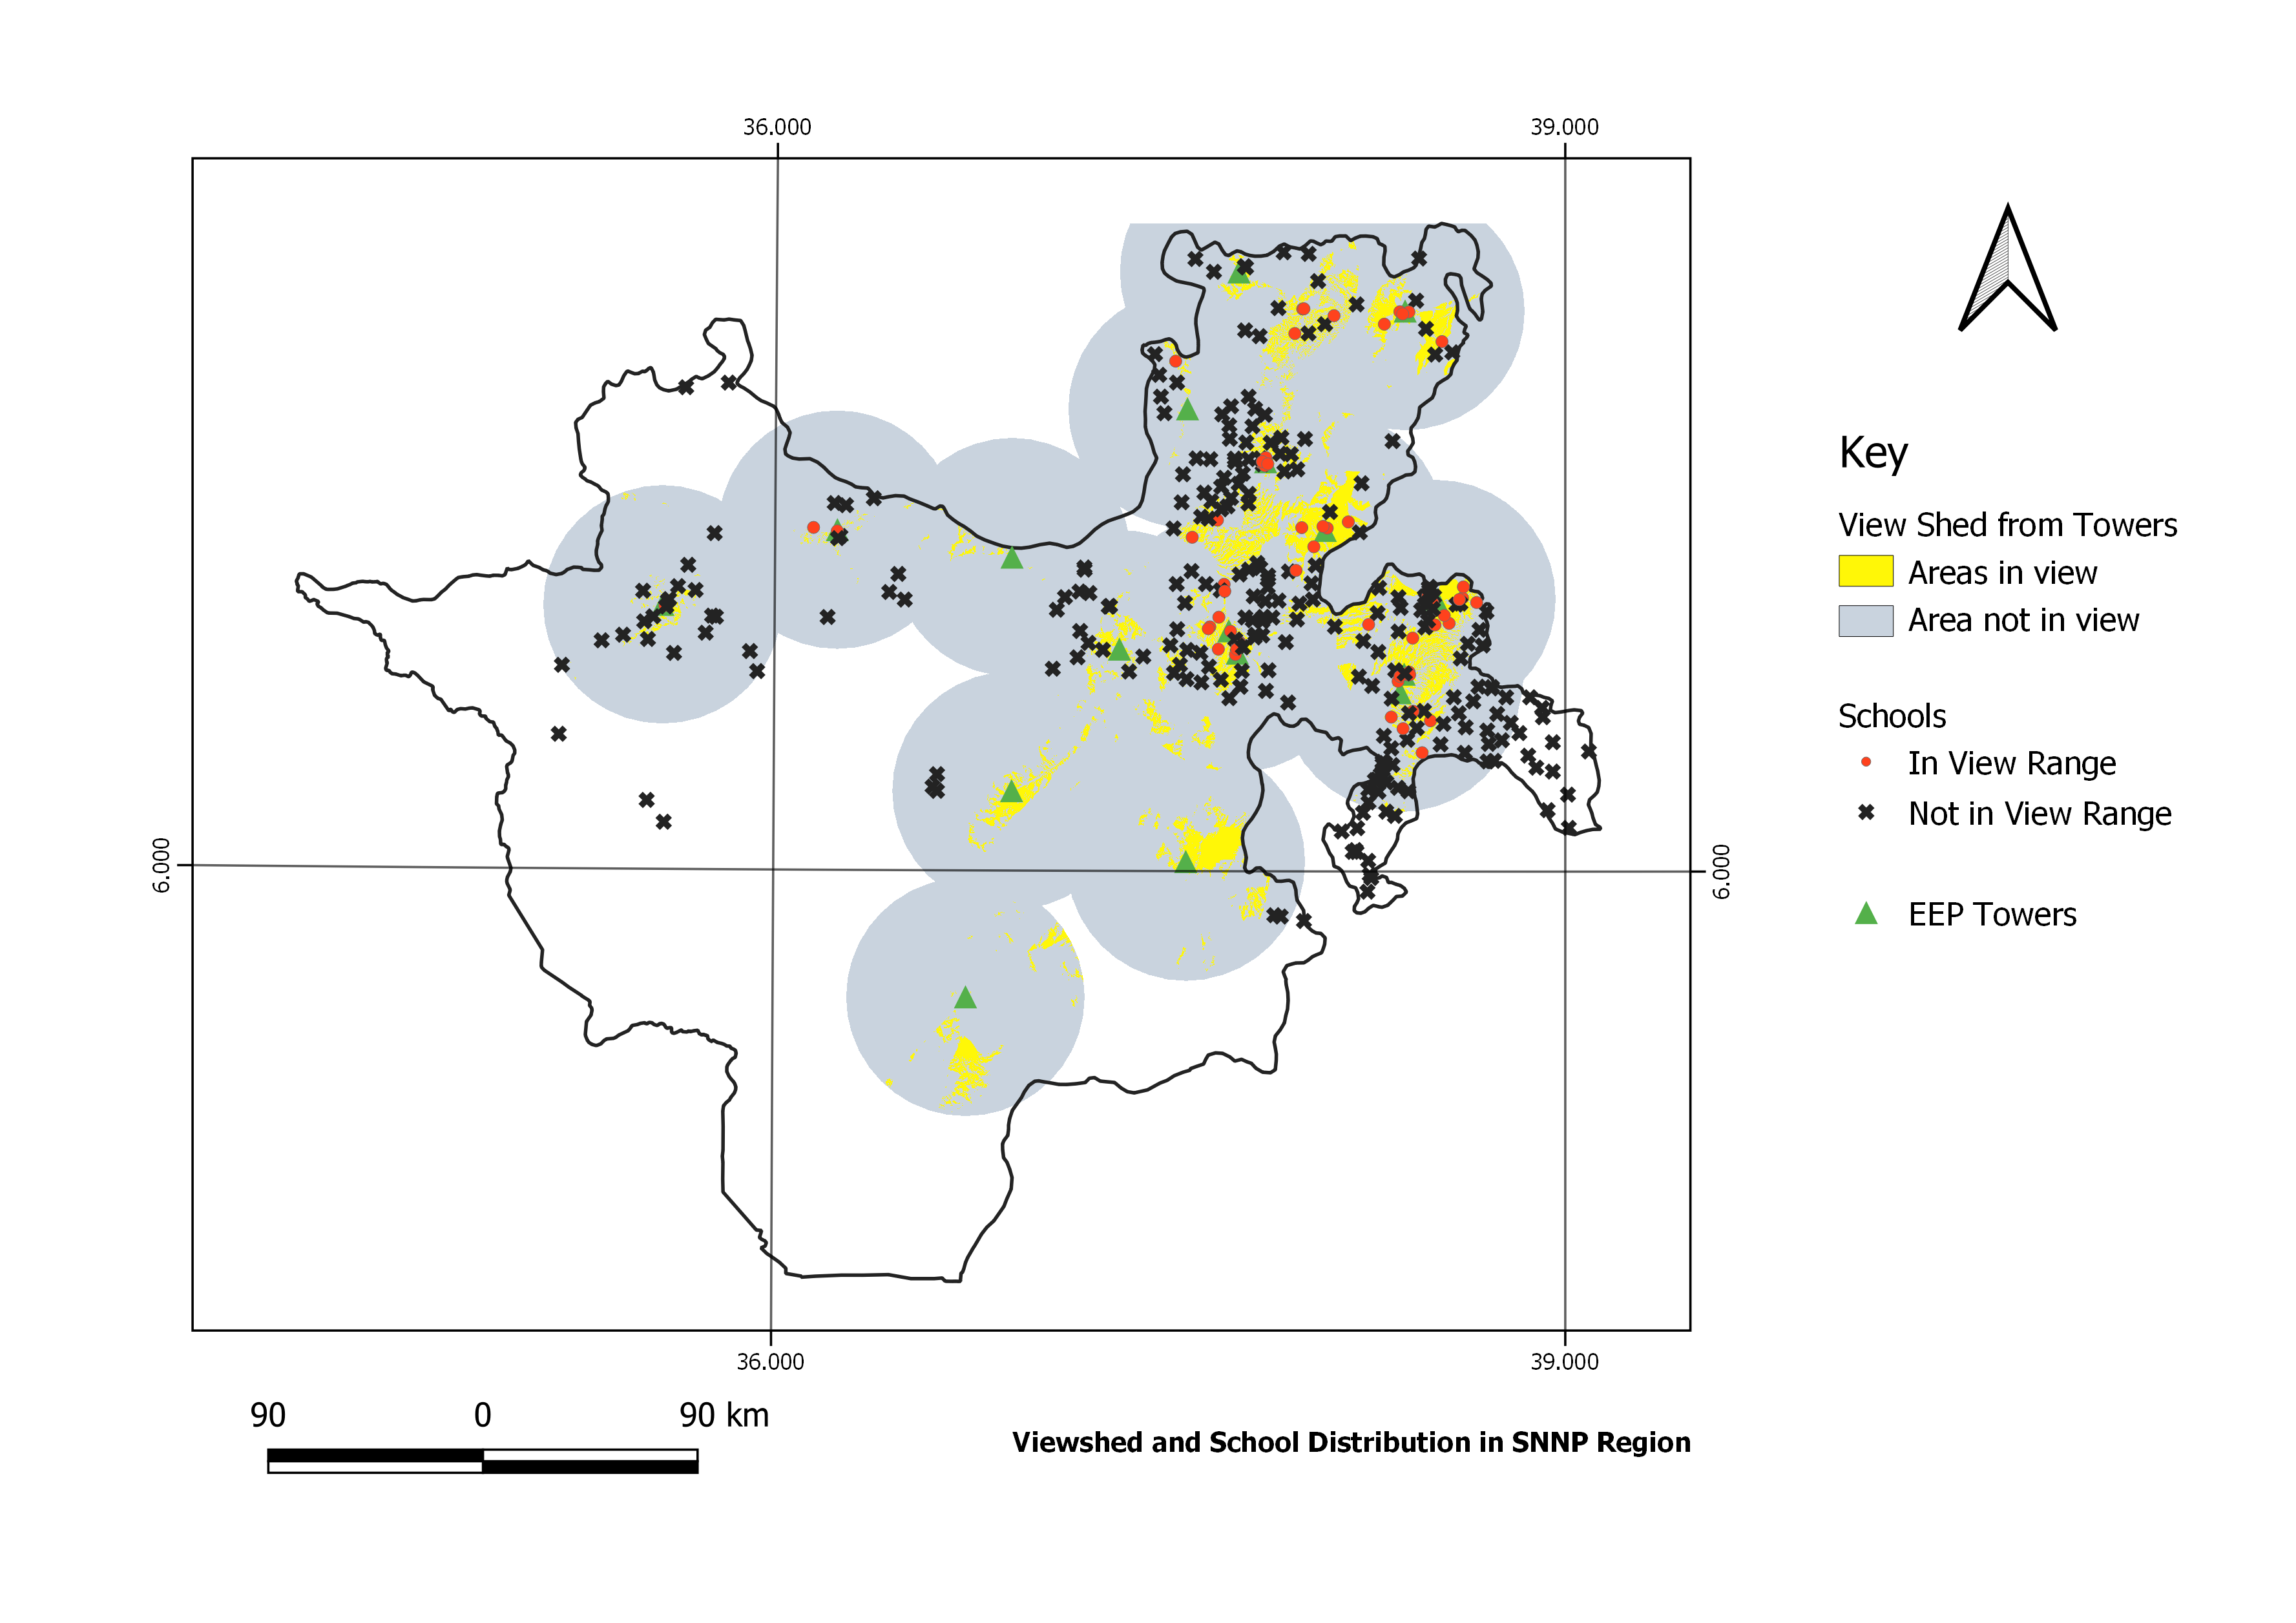 36.000
39.000
Key
View Shed from Towers
Areas in view
Area not in view
Schools
In View Range
Not in View Range
EEP Towers
6.000
6.000
36.000
39.000
90
0
90 km
Viewshed and School Distribution in SNNP Region